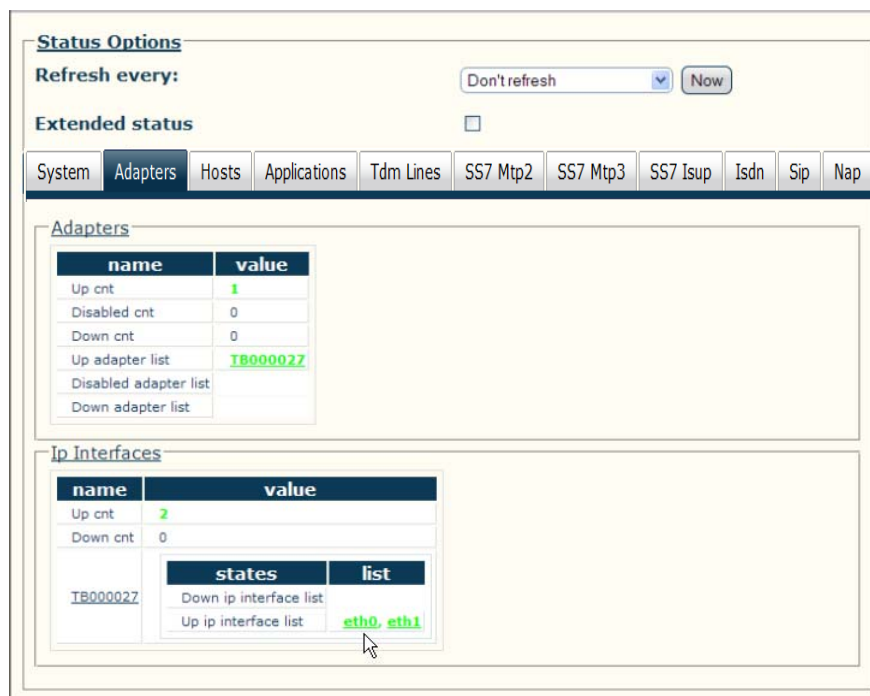 Status Options
Refresh every: Don't refresh Now
Extended status
System Adapters Hosts Applications Tdm Lines SS7 Mtp2 SS7 Mtp3 SS7 Isup Isdn Sip Nap
Adapters
name value
Up cnt 1
Disabled cnt 0
Down cnt 0
Up adapter list TB000027
Disabled adapter list
Down adapter list
Ip Interfaces
name value
Up cnt 2
Down cnt 0
states list
Down ip interface list
TB000027
Up ip interface list eth0, eth1